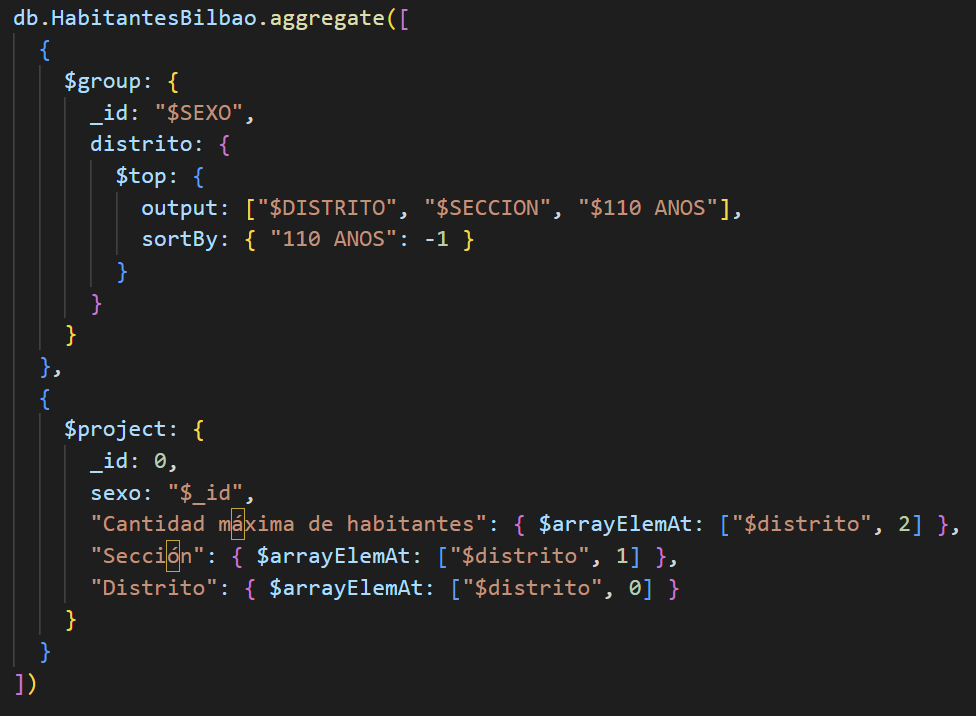 db.HabitantesBilbao.aggregate([
  {
    $group: {
      _id: "$SEXO",
      distrito: {
        $top: {
          output: ["$DISTRITO", "$SECCION", "$110 ANOS"],
          sortBy: { "110 ANOS": -1 }
        }
      }
    }
  },
  {
    $project: {
      _id: 0,
      sexo: "$_id",
      "Cantidad máxima de habitantes": { $arrayElemAt: ["$distrito", 2] },
      "Sección": { $arrayElemAt: ["$distrito", 1] },
      "Distrito": { $arrayElemAt: ["$distrito", 0] }
    }
  }
])